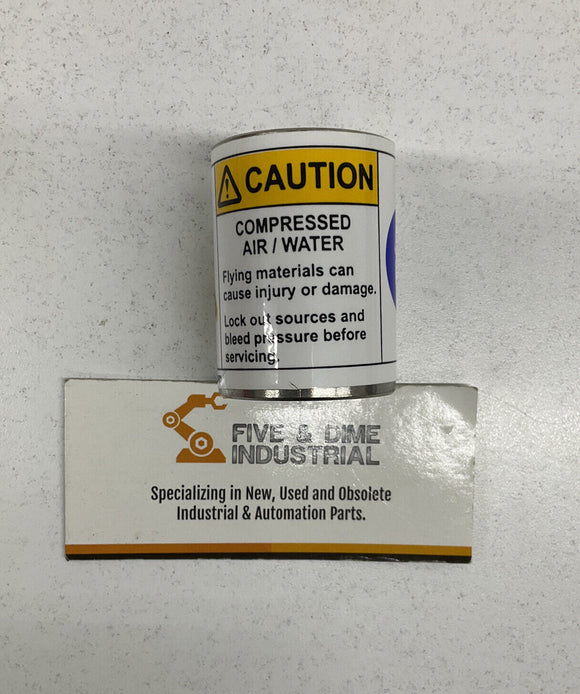 CAUTION
COMPRESSED
AIR / WATER
Flying materials can
cause injury or damage.
Lock out sources and
bleed pressure before
servicing.
FIVE & DIME
INDUSTRIAL
Specializing in New, Used and Obsolete
Industrial & Automation Parts.